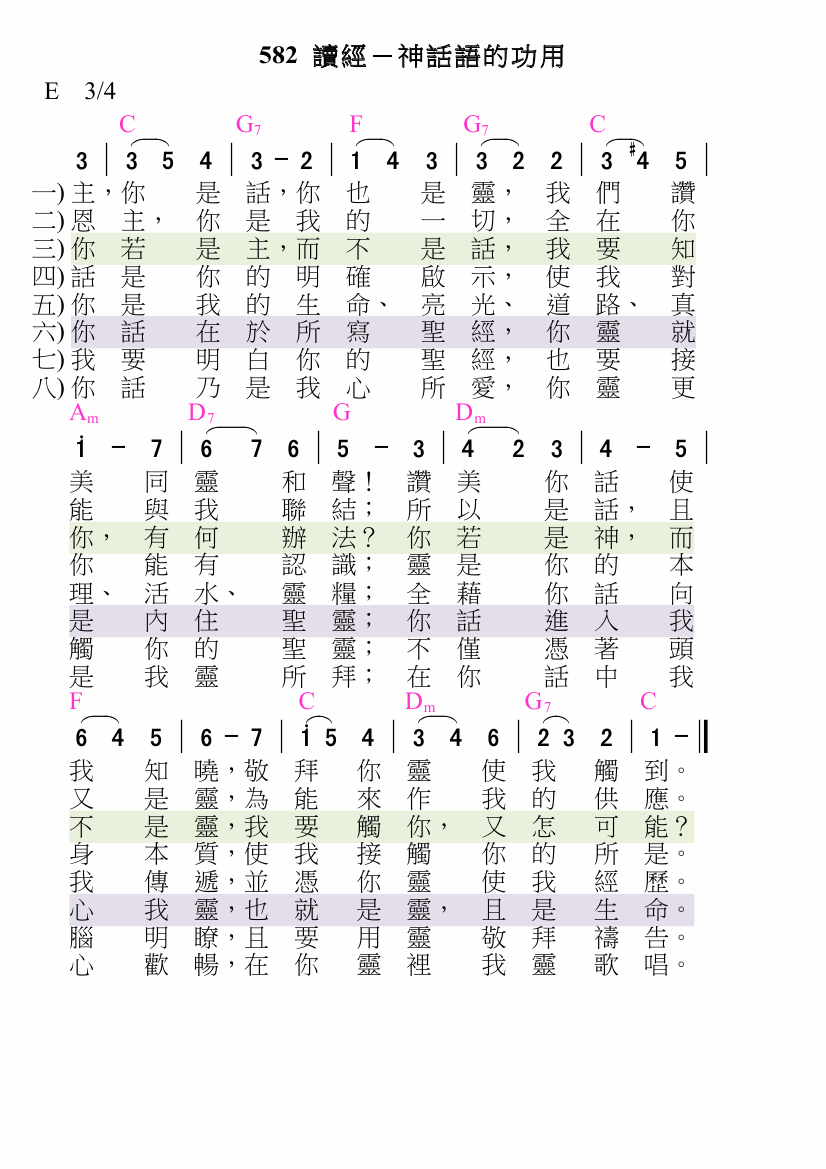 582 讀經－神話語的功用
E 3/4
C G7 F G7 C
3 | 3 5 4 | 3 - 2 | 1 4 3 | 3 2 2 | 3 #4 5 |
一) 主，你是話，你也是靈，我們讚
二) 恩主，你是我的一切，全在你
三) 你若是主，而不是話，我要知
四) 話是你的明確啟示，使我對
五) 你是我的生命、亮光、道路、真
六) 你話在於所寫聖經，你靈就
七) 我要明白你的聖經，也要接
八) 你話乃是我心所愛，你靈更
Am D7 G Dm
i - 7 | 6 7 6 | 5 - 3 | 4 2 3 | 4 - 5 |
美同靈和聲！讚美你話使
能與我聯結；所以是話，且
你，有何辦法？你若是神，而
你能有認識；靈是你的本
理、活水、靈糧；全藉你話向
是內住聖靈；你話進入我
觸你的聖靈；不僅憑著頭
是我靈所拜；在你話中我
F C Dm G7 C
6 4 5 | 6 - 7 | i 5 4 | 3 4 6 | 2 3 2 | 1 - ||
我知曉，敬拜你靈使我觸到。
又是靈，為能來作我的供應。
不是靈，我要觸你，又怎可能？
身本質，使我接觸你的所是。
我傳遞，並憑你靈使我經歷。
心我靈，也就是靈，且是生命。
腦明瞭，且要用靈敬拜禱告。
心歡暢，在你靈裡我靈歌唱。